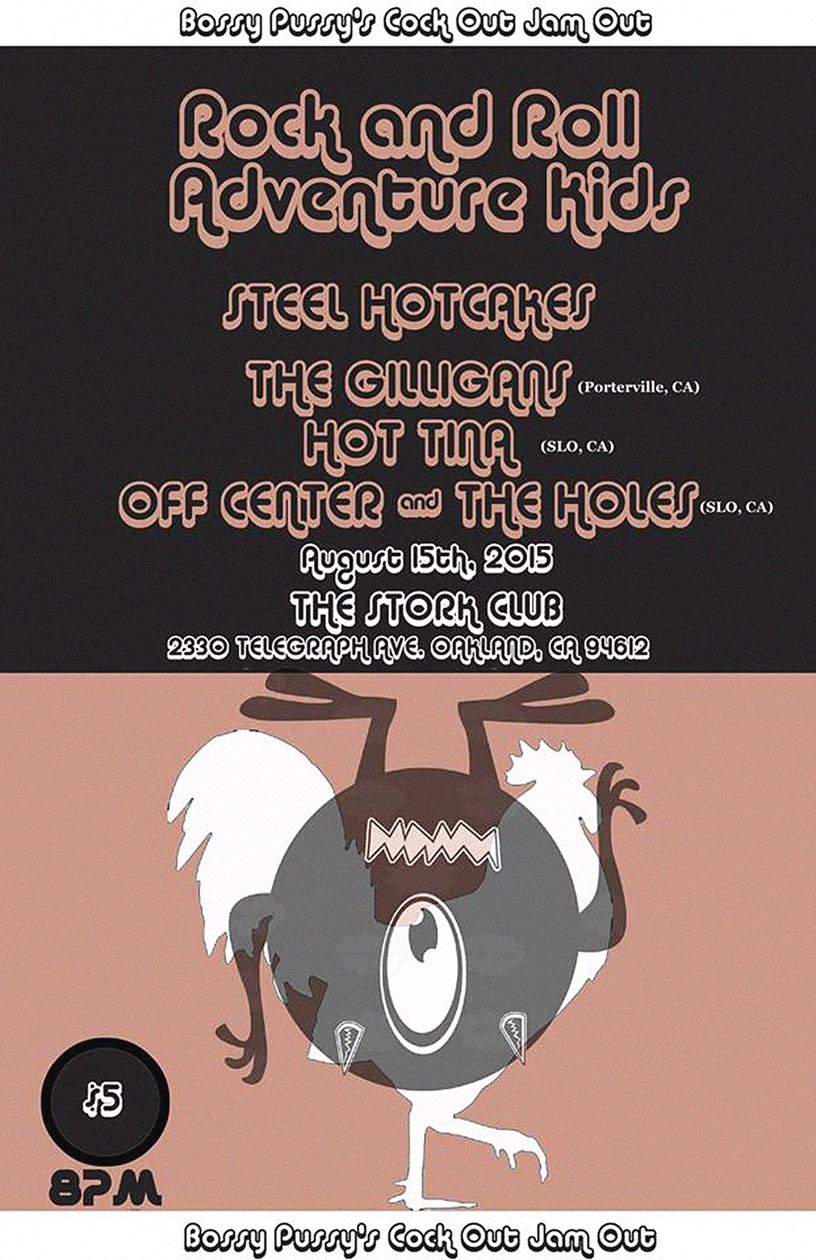 Bossy Pussy's Cock Out Jam Out
Rock and Roll
Adventure Kids
STEEL HOTCAKES
THE GILLIGANS (Porterville, CA)
HOT TINA (SLO, CA)
OFF CENTER and THE HOLES (SLO, CA)
August 15th, 2015
THE STORK CLUB
2330 TELEGRAPH AVE. OAKLAND, CA 94612
$5
8PM
Bossy Pussy's Cock Out Jam Out